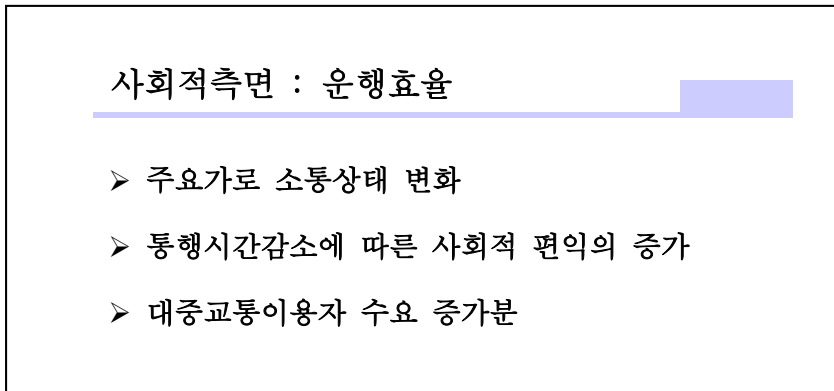 사회적측면 : 운행효율
➢ 주요가로 소통상태 변화
➢ 통행시간감소에 따른 사회적 편익의 증가
➢ 대중교통이용자 수요 증가분